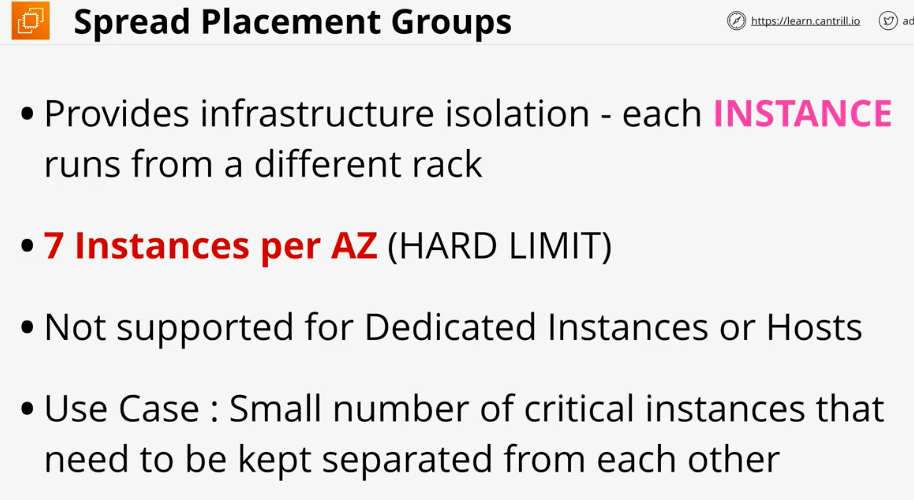 Spread Placement Groups
https://learn.cantrill.io
ad
• Provides infrastructure isolation - each INSTANCE
runs from a different rack
• 7 Instances per AZ (HARD LIMIT)
• Not supported for Dedicated Instances or Hosts
• Use Case : Small number of critical instances that
need to be kept separated from each other